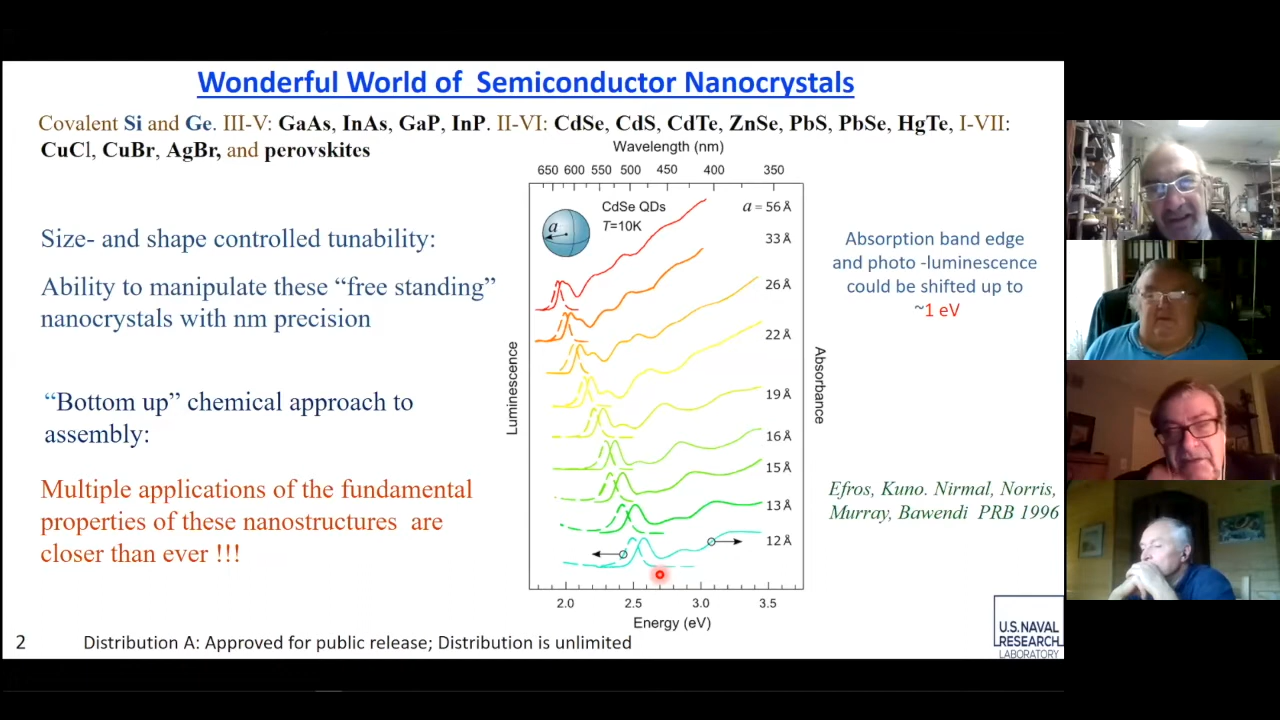 Wonderful World of Semiconductor Nanocrystals
Covalent Si and Ge. III-V: GaAs, InAs, GaP, InP. II-VI: CdSe, CdS, CdTe, ZnSe, PbS, PbSe, HgTe, I-VII:
CuCl, CuBr, AgBr, and perovskites
Size- and shape controlled tunability:
Ability to manipulate these “free standing”
nanocrystals with nm precision
“Bottom up” chemical approach to
assembly:
Multiple applications of the fundamental
properties of these nanostructures are
closer than ever !!!
Wavelength (nm)
650 600 550 500 450 400 350
CdSe QDs
T=10K
a
a = 56 Å
33 Å
26 Å
22 Å
19 Å
16 Å
15 Å
13 Å
12 Å
Luminescence
Absorbance
2.0 2.5 3.0 3.5
Energy (eV)
Absorption band edge
and photo -luminescence
could be shifted up to
~1 eV
Efros, Kuno. Nirmal, Norris,
Murray, Bawendi PRB 1996
U.S. NAVAL
RESEARCH
LABORATORY
2
Distribution A: Approved for public release; Distribution is unlimited